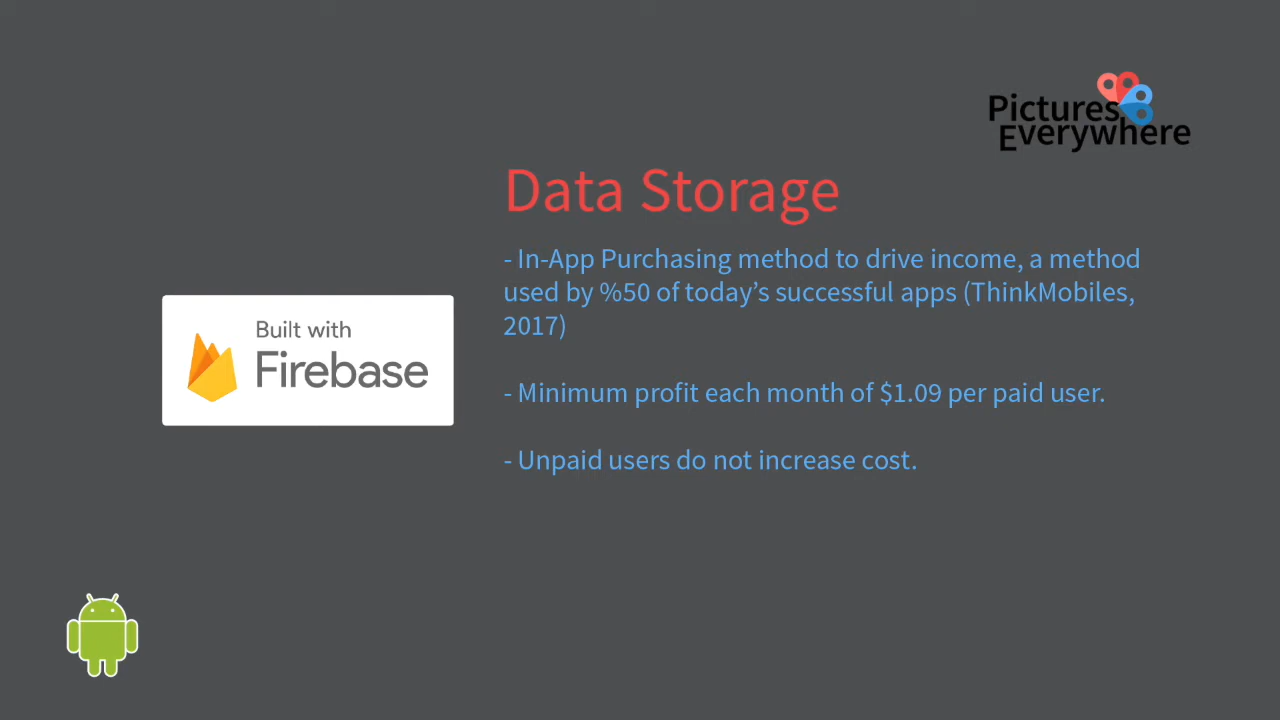 Pictures
Everywhere
Data Storage
- In-App Purchasing method to drive income, a method
used by %50 of today’s successful apps (ThinkMobiles,
2017)
- Minimum profit each month of $1.09 per paid user.
- Unpaid users do not increase cost.
Built with
Firebase